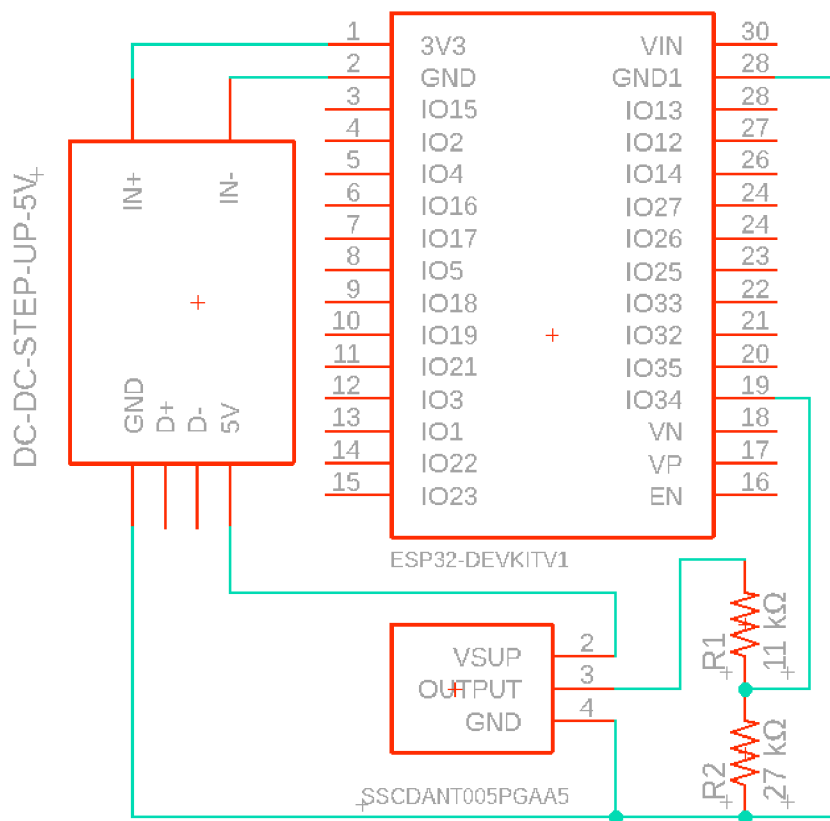 DC-DC-STEP-UP-5V
IN+
IN-
GND
D+
D-
5V
1 3V3
2 GND
3 IO15
4 IO2
5 IO4
6 IO16
7 IO17
8 IO5
9 IO18
10 IO19
11 IO21
12 IO3
13 IO1
14 IO22
15 IO23
VIN 30
GND1 28
IO13 28
IO12 27
IO14 26
IO27 24
IO26 24
IO25 23
IO33 22
IO32 21
IO35 20
IO34 19
VN 18
VP 17
EN 16
ESP32-DEVKITV1
VSUP 2
OUTPUT 3
GND 4
SSCDANT005PGAA5
R1
11 kΩ
R2
27 kΩ